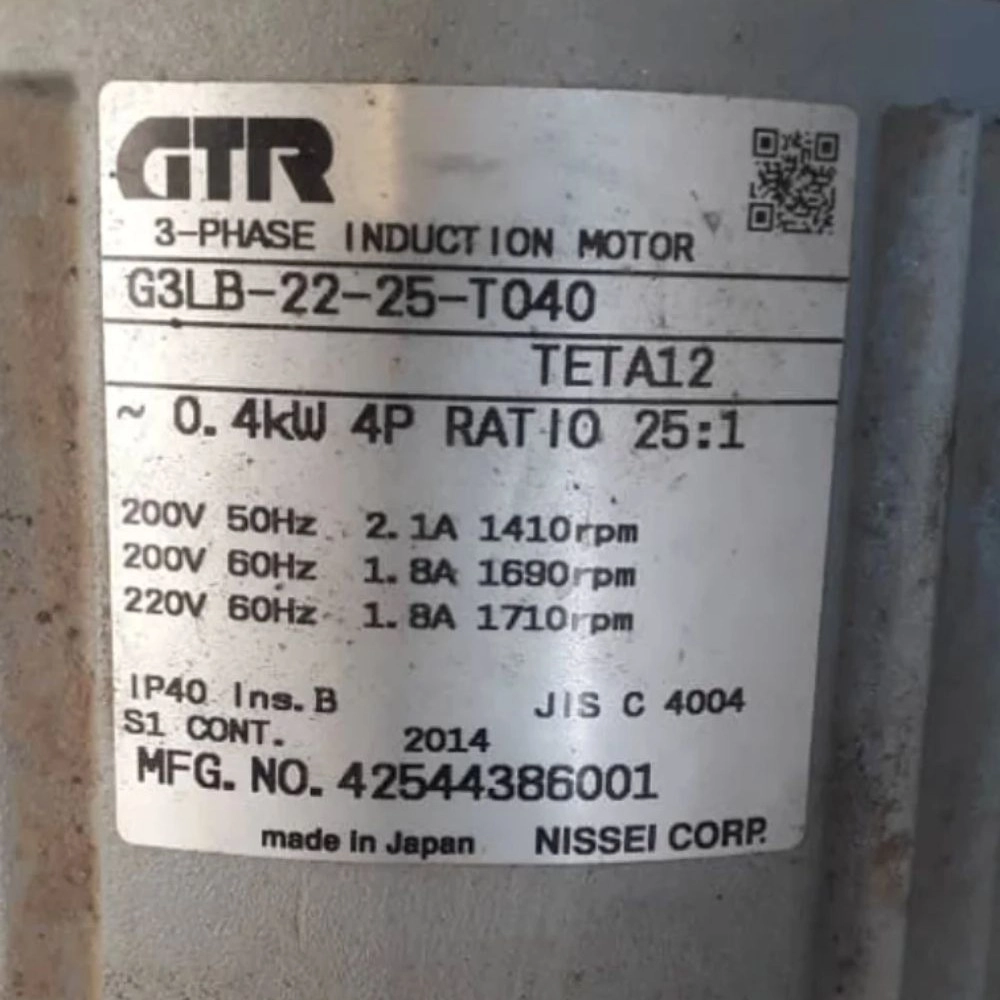 GTR
3-PHASE INDUCTION MOTOR
G3LB-22-25-T040
TETA12
~ 0.4kW 4P RATIO 25:1
200V 50Hz 2.1A 1410rpm
200V 60Hz 1.8A 1690rpm
220V 60Hz 1.8A 1710rpm
IP40 Ins.B JIS C 4004
S1 CONT. 2014
MFG. NO. 42544386001
made in Japan NISSEI CORP.